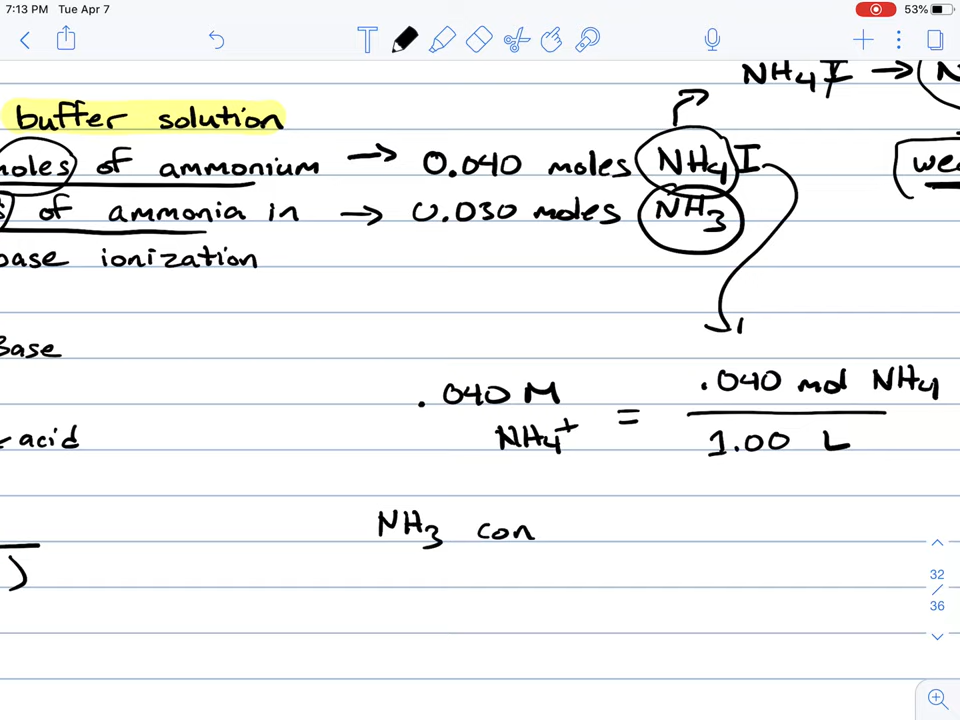 7:13 PM Tue Apr 7
53%
T
NH4I →
buffer solution
moles of ammonium → 0.040 moles NH4I
of ammonia in → 0.030 moles NH3
base ionization
Base
.040 M NH4+ = .040 mol NH4 / 1.00 L
acid
NH3 con
32
/
36